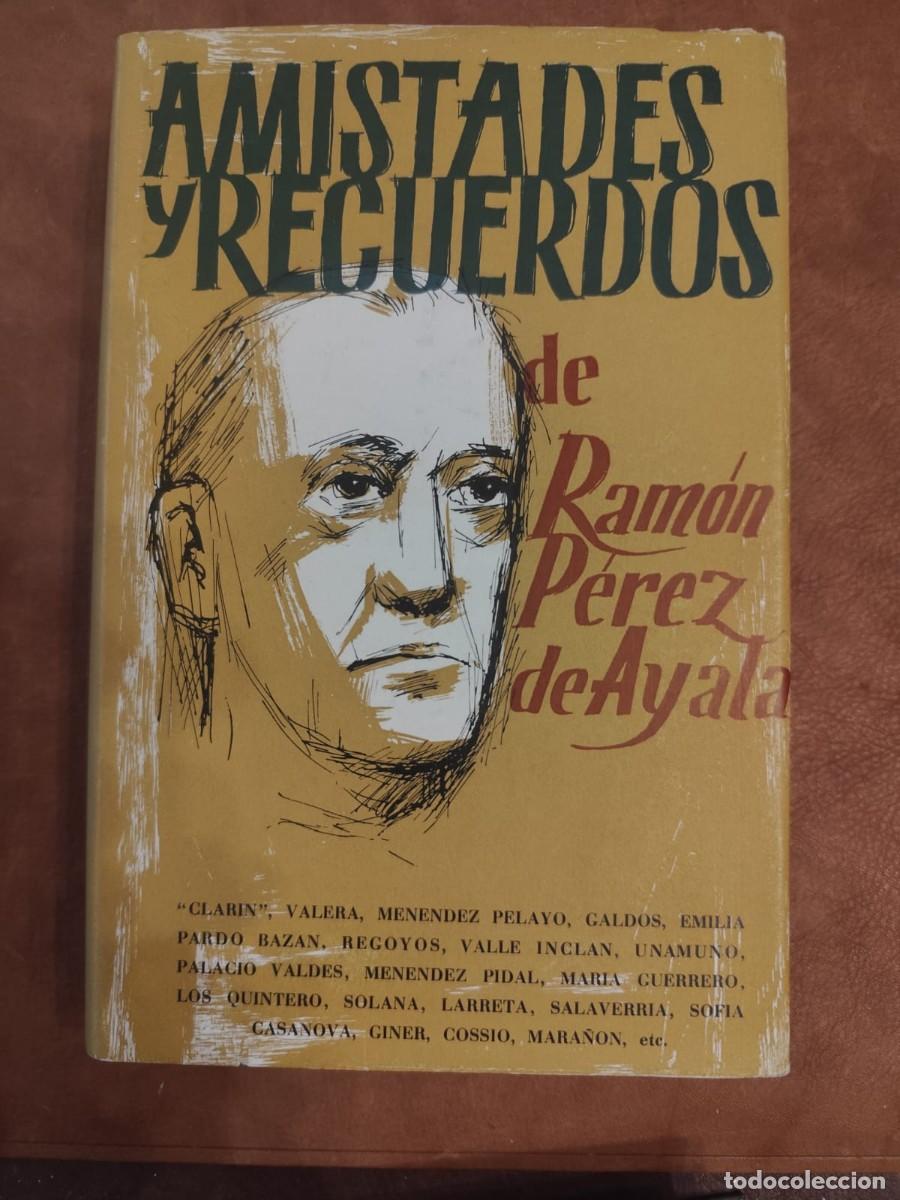 AMISTADES
y RECUERDOS
de
Ramón
Pérez
de Ayala
"CLARIN", VALERA, MENENDEZ PELAYO, GALDOS, EMILIA
PARDO BAZAN, REGOYOS, VALLE INCLAN, UNAMUNO,
PALACIO VALDES, MENENDEZ PIDAL, MARIA GUERRERO,
LOS QUINTERO, SOLANA, LARRETA, SALAVERRIA, SOFIA
CASANOVA, GINER, COSSIO, MARAÑON, etc.
todocoleccion